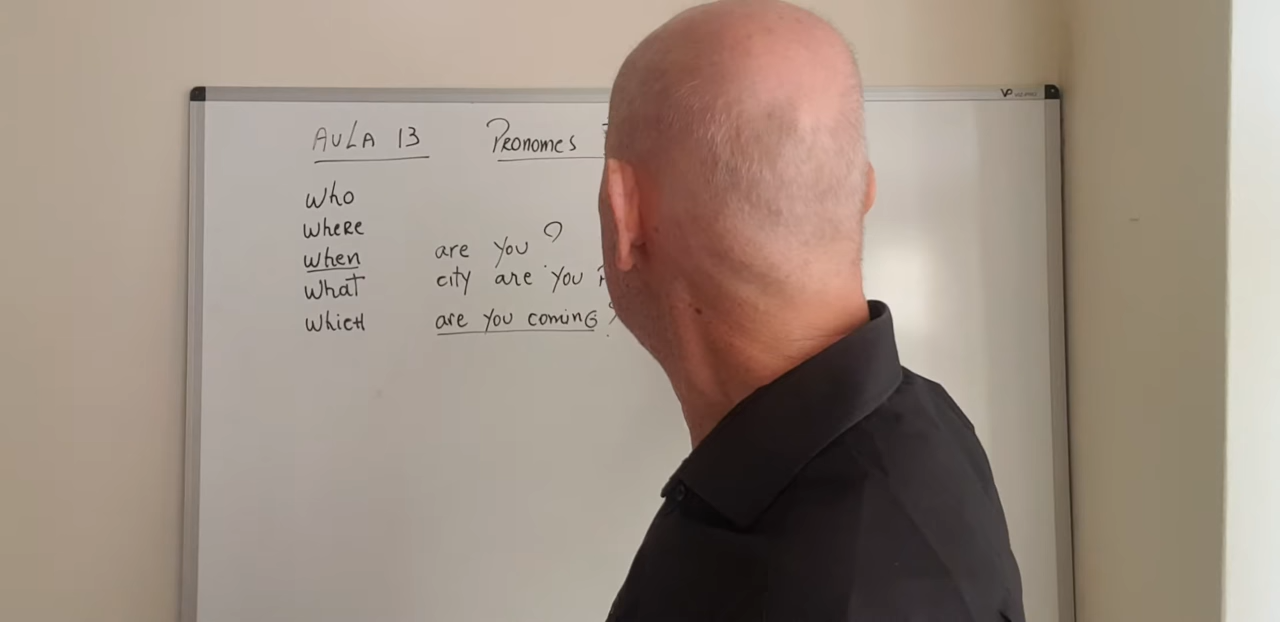 AULA 13 PRONOMES
Who
Where
When
What
Which
are you ?
city are you
are you coming ?